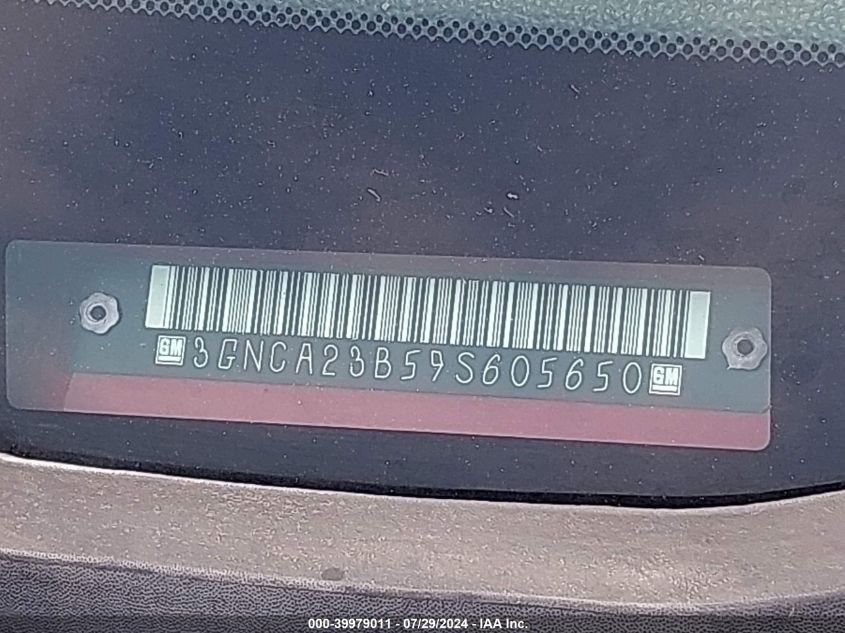 GM 3GNCA23B59S605650 GM
000-39979011 - 07/29/2024 - IAA Inc.